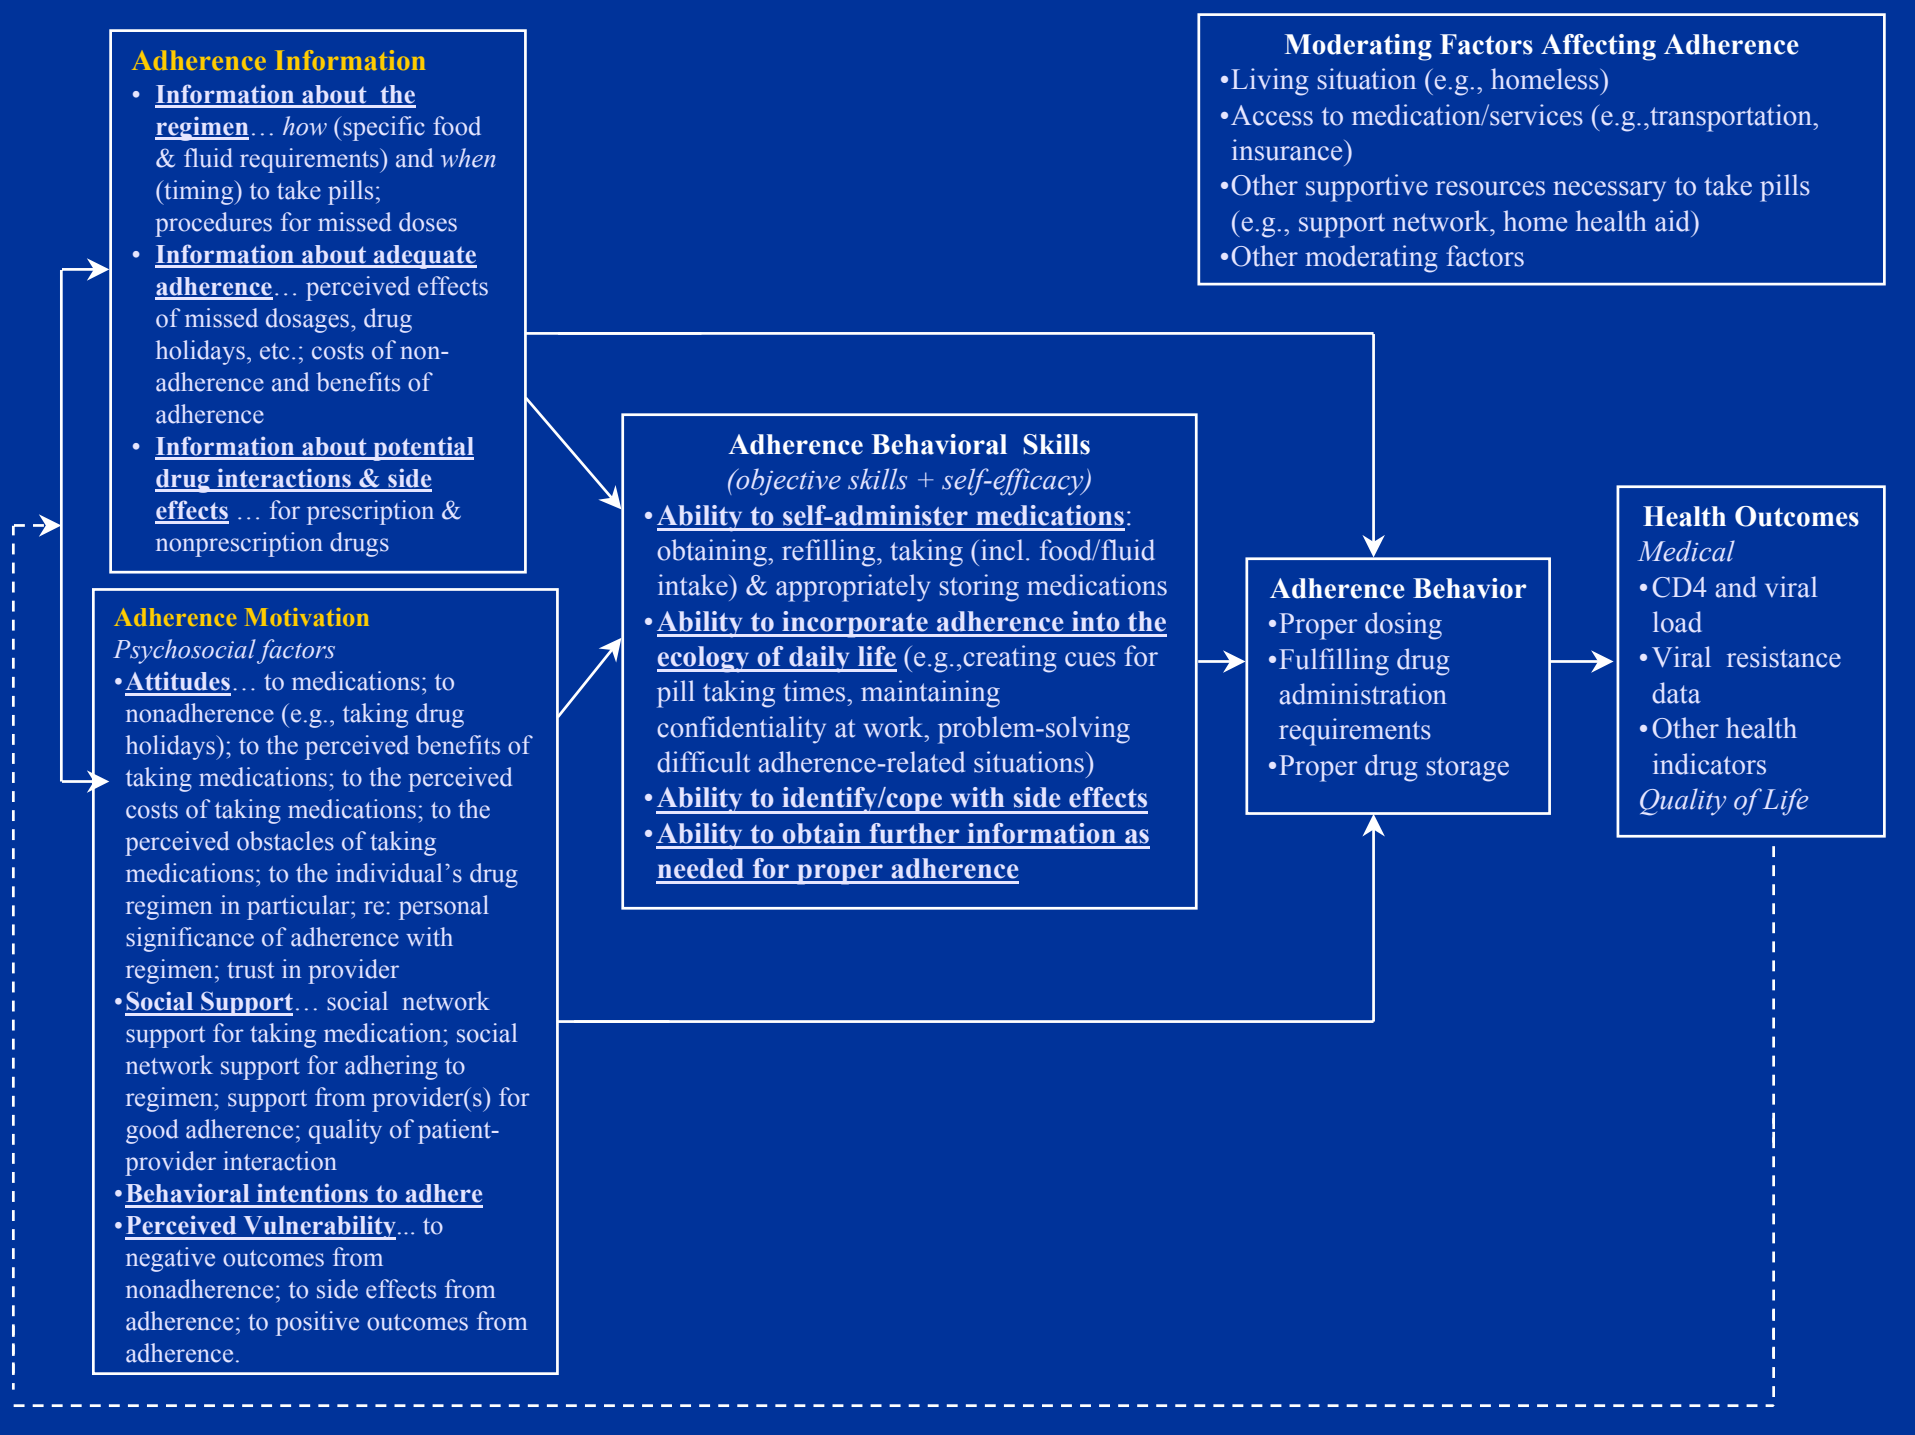 Adherence Information
• Information about  the
regimen… how (specific food
& fluid requirements) and when
(timing) to take pills;
procedures for missed doses
• Information about adequate
adherence… perceived effects
of missed dosages, drug
holidays, etc.; costs of non-
adherence and benefits of
adherence
• Information about potential
drug interactions & side
effects … for prescription &
nonprescription drugs
Adherence Motivation
Psychosocial factors
•Attitudes… to medications; to
nonadherence (e.g., taking drug
holidays); to the perceived benefits of
taking medications; to the perceived
costs of taking medications; to the
perceived obstacles of taking
medications; to the individual’s drug
regimen in particular; re: personal
significance of adherence with
regimen; trust in provider
•Social Support… social  network
support for taking medication; social
network support for adhering to
regimen; support from provider(s) for
good adherence; quality of patient-
provider interaction
•Behavioral intentions to adhere
•Perceived Vulnerability... to
negative outcomes from
nonadherence; to side effects from
adherence; to positive outcomes from
adherence.
Adherence Behavioral  Skills
(objective skills + self-efficacy)
•Ability to self-administer medications:
obtaining, refilling, taking (incl. food/fluid
intake) & appropriately storing medications
•Ability to incorporate adherence into the
ecology of daily life (e.g.,creating cues for
pill taking times, maintaining
confidentiality at work, problem-solving
difficult adherence-related situations)
•Ability to identify/cope with side effects
•Ability to obtain further information as
needed for proper adherence
Moderating Factors Affecting Adherence
•Living situation (e.g., homeless)
•Access to medication/services (e.g.,transportation,
insurance)
•Other supportive resources necessary to take pills
(e.g., support network, home health aid)
•Other moderating factors
Adherence Behavior
•Proper dosing
•Fulfilling drug
administration
requirements
•Proper drug storage
Health Outcomes
Medical
•CD4 and viral
load
•Viral  resistance
data
•Other health
indicators
Quality of Life